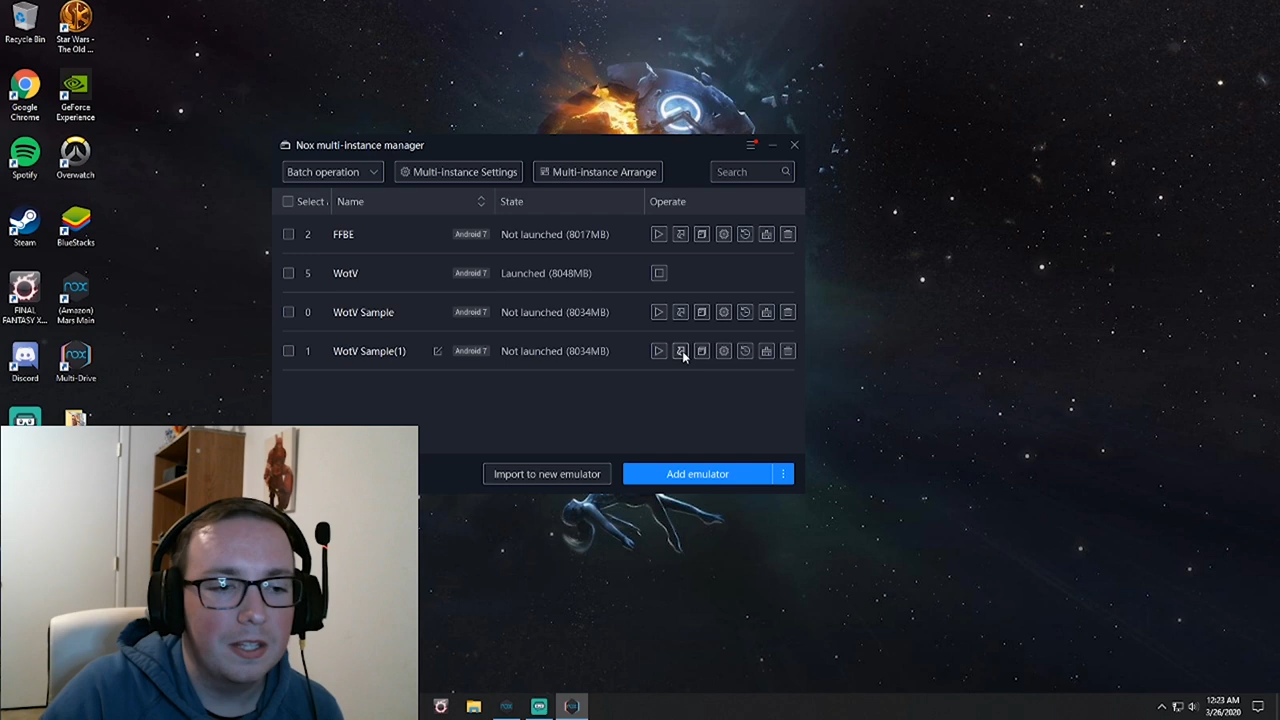 Recycle Bin
Star Wars -
The Old ...
Google
Chrome
GeForce
Experience
Spotify
Overwatch
Steam
BlueStacks
FINAL
FANTASY X...
nox
(Amazon)
Mars Main
Discord
nox
Multi-Drive
Nox multi-instance manager
Batch operation
Multi-instance Settings
Multi-instance Arrange
Search
Select
Name
State
Operate
2 FFBE Android 7 Not launched (8017MB)
5 WotV Android 7 Launched (8048MB)
0 WotV Sample Android 7 Not launched (8034MB)
1 WotV Sample(1) Android 7 Not launched (8034MB)
Import to new emulator
Add emulator
12:23 AM
3/26/2020